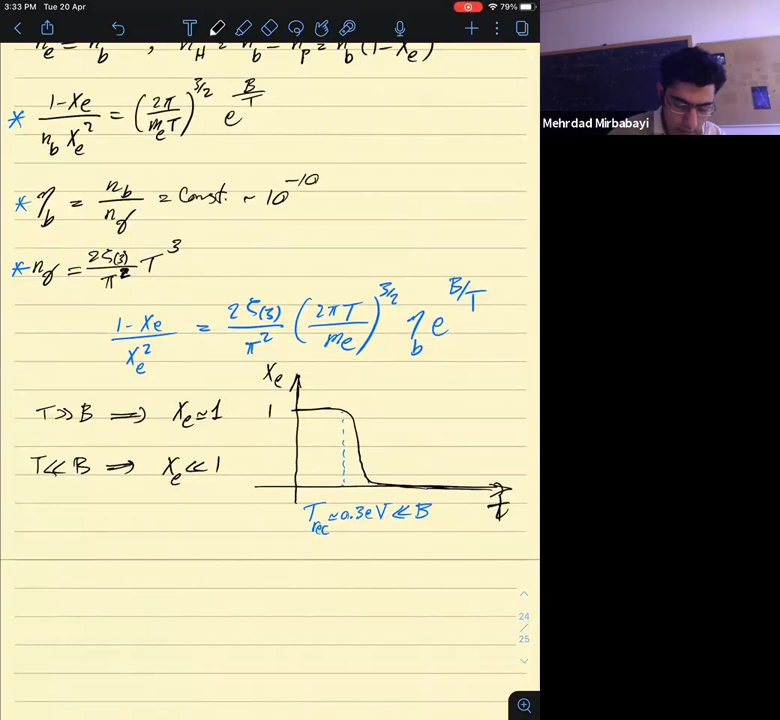 3:33 PM Tue 20 Apr
79%
n_e = n_b , n_H = n_b - n_p = n_b (1-X_e)
* (1-X_e)/(n_b X_e^2) = (2π/(m_e T))^{3/2} e^{B/T}
* η_b = n_b/n_γ = Const. ~ 10^{-10}
* n_γ = (2ζ(3)/π^2) T^3
(1-X_e)/X_e^2 = (2ζ(3)/π^2) (2πT/m_e)^{3/2} η_b e^{B/T}
T ≫ B ⟹ X_e ≃ 1
T ≪ B ⟹ X_e ≪ 1
X_e
1
T_rec ≃ 0.3 eV ≪ B
24
/
25
Mehrdad Mirbabayi